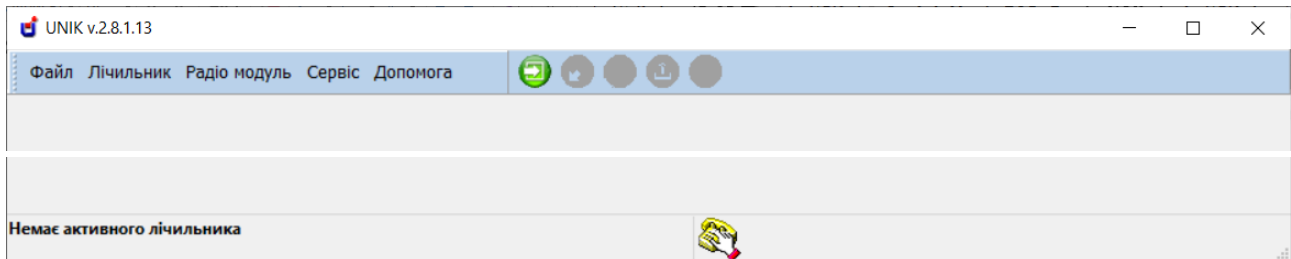 UNIK v.2.8.1.13
Файл Лічильник Радіо модуль Сервіс Допомога
Немає активного лічильника